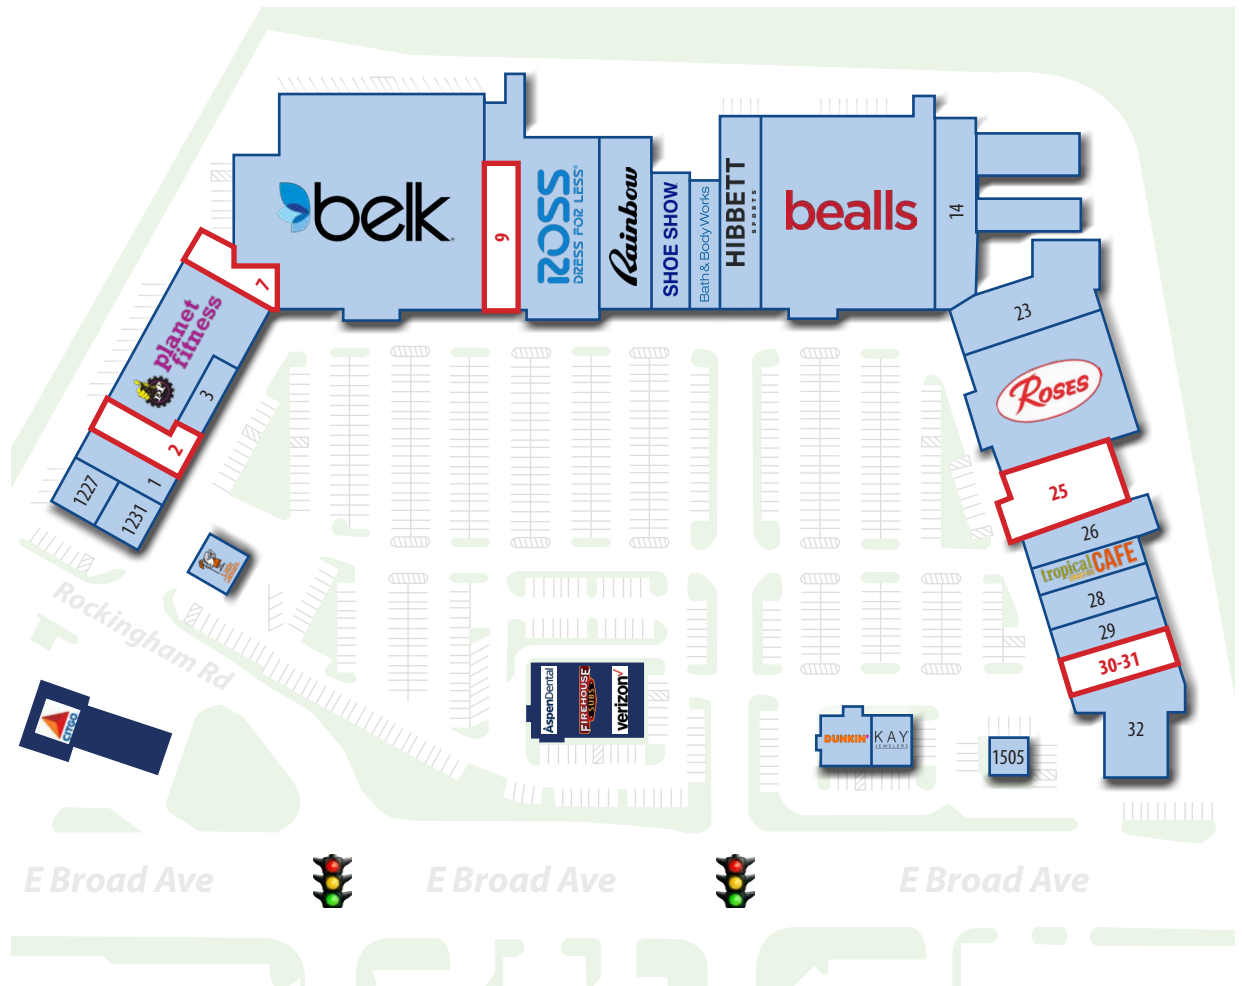 belk
9
ROSS
DRESS FOR LESS®
Rainbow
SHOE SHOW
Bath & Body Works
HIBBETT
SPORTS
bealls
14
7
planet
fitness
3
2
1
1227
1231
23
ROSES
25
26
tropical
CAFE
28
29
30-31
32
1505
Rockingham Rd
CITGO
AspenDental
FIREHOUSE
SUBS
verizon✓
DUNKIN'
KAY
JEWELERS
E Broad Ave
E Broad Ave
E Broad Ave